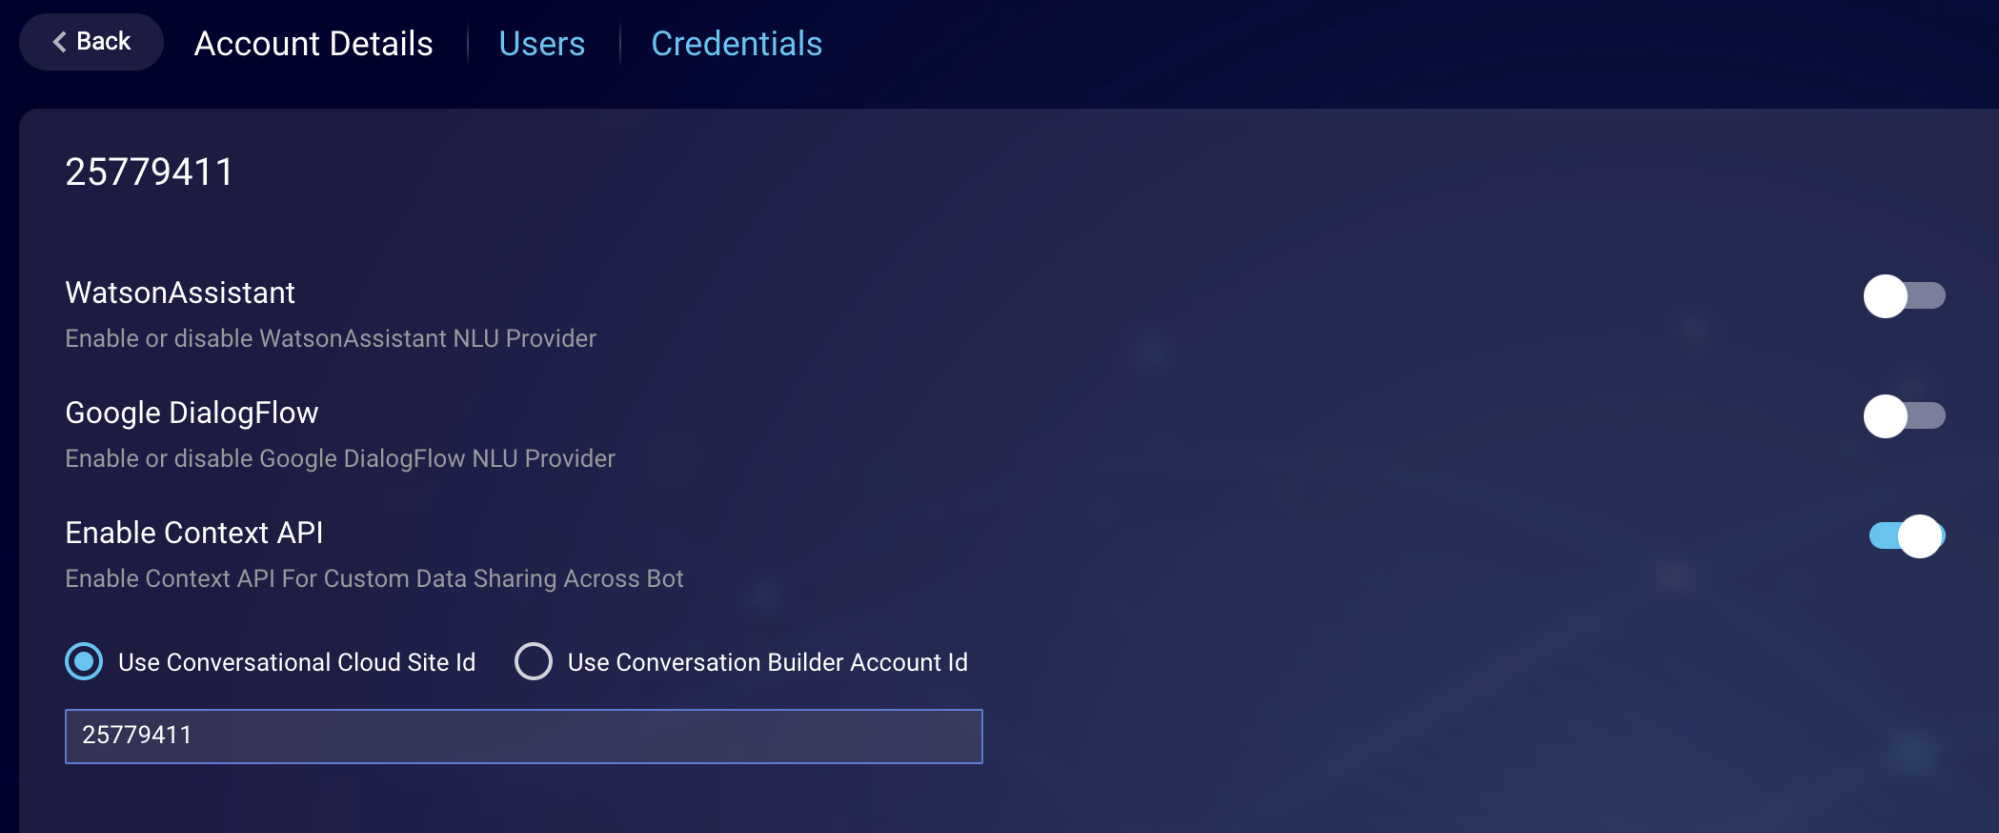 Back Account Details Users Credentials
25779411
WatsonAssistant
Enable or disable WatsonAssistant NLU Provider
Google DialogFlow
Enable or disable Google DialogFlow NLU Provider
Enable Context API
Enable Context API For Custom Data Sharing Across Bot
Use Conversational Cloud Site Id Use Conversation Builder Account Id
25779411